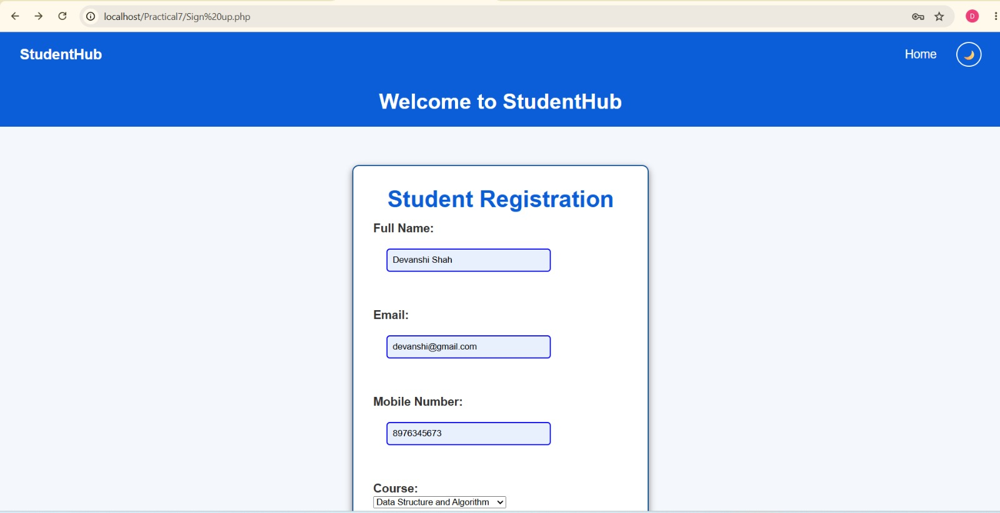 localhost/Practical7/Sign%20up.php
D
StudentHub
Home
Welcome to StudentHub
Student Registration
Full Name:
Devanshi Shah
Email:
devanshi@gmail.com
Mobile Number:
8976345673
Course:
Data Structure and Algorithm